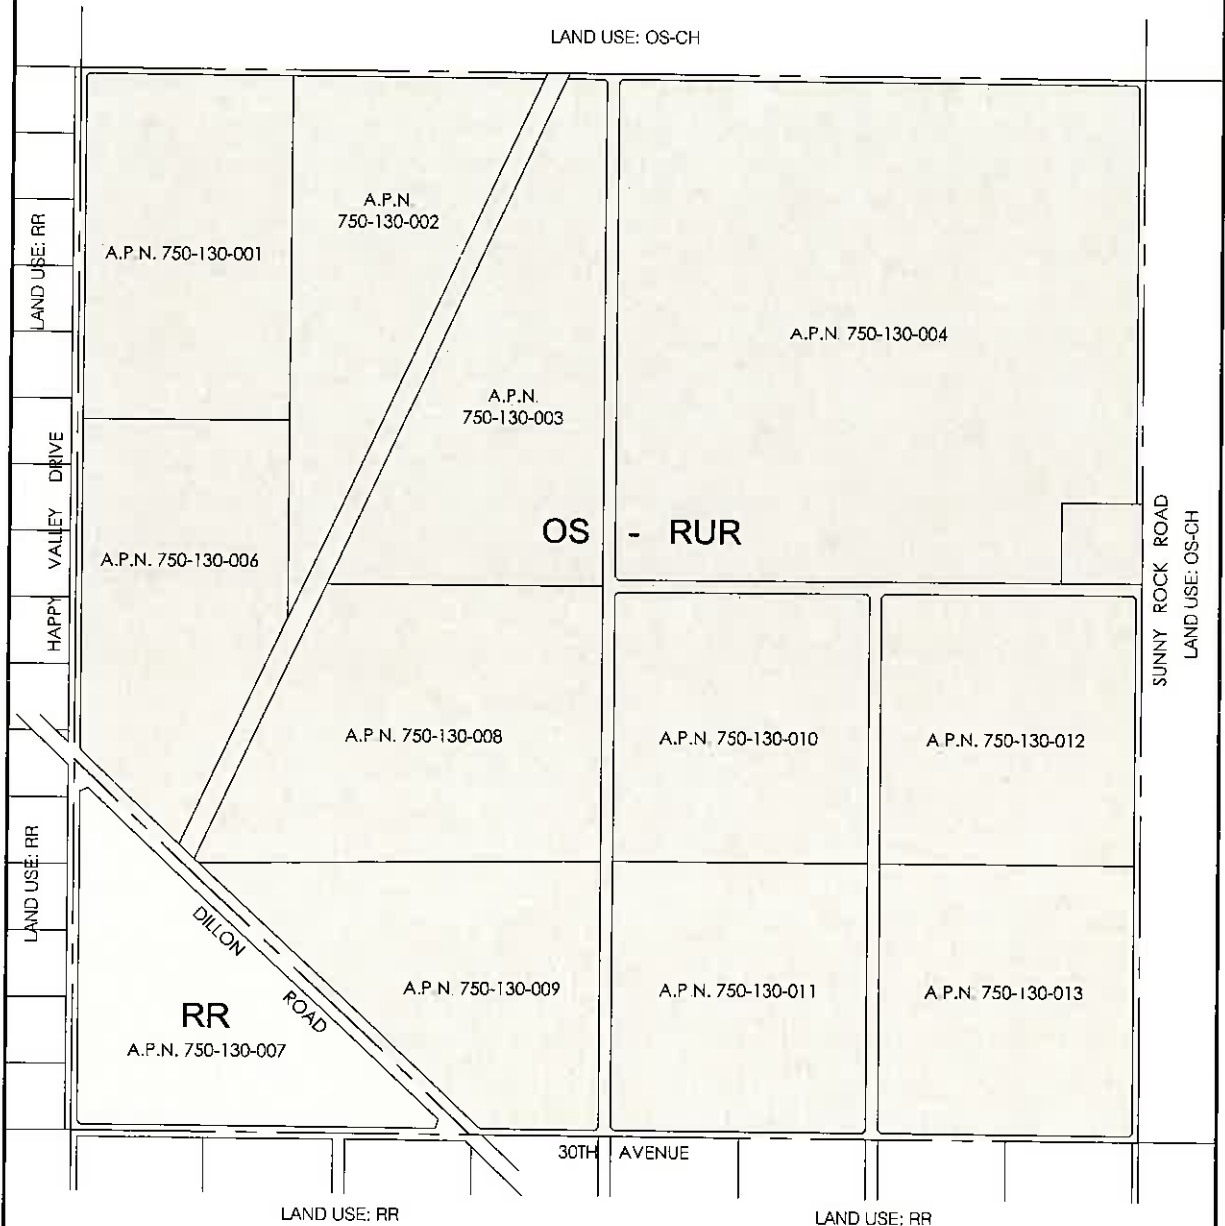 LAND USE: OS-CH
A.P.N.
750-130-002
LAND USE: RR
A.P.N. 750-130-001
A.P.N. 750-130-004
A.P.N.
750-130-003
HAPPY VALLEY DRIVE
OS - RUR
A.P.N. 750-130-006
SUNNY ROCK ROAD
LAND USE: OS-CH
A.P.N. 750-130-008
A.P.N. 750-130-010
A.P.N. 750-130-012
LAND USE: RR
DILLON ROAD
A.P.N. 750-130-009
A.P.N. 750-130-011
A.P.N. 750-130-013
RR
A.P.N. 750-130-007
30TH AVENUE
LAND USE: RR
LAND USE: RR